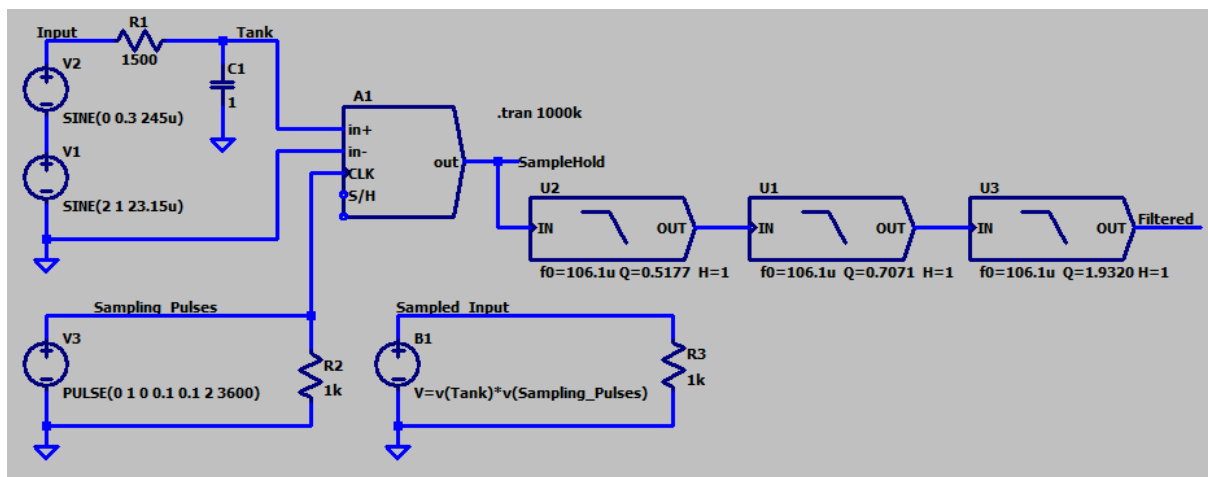 Input
R1
Tank
1500
V2
C1
1
SINE(0 0.3 245u)
A1
.tran 1000k
in+
in-
out
SampleHold
CLK
S/H
V1
SINE(2 1 23.15u)
U2
U1
U3
IN
OUT
IN
OUT
IN
OUT
Filtered
f0=106.1u Q=0.5177 H=1
f0=106.1u Q=0.7071 H=1
f0=106.1u Q=1.9320 H=1
Sampling_Pulses
Sampled_Input
V3
R2
1k
PULSE(0 1 0 0.1 0.1 2 3600)
B1
R3
1k
V=v(Tank)*v(Sampling_Pulses)